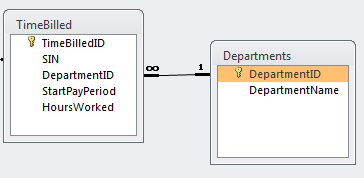 TimeBilled
TimeBilledID
SIN
DepartmentID
StartPayPeriod
HoursWorked
∞
1
Departments
DepartmentID
DepartmentName